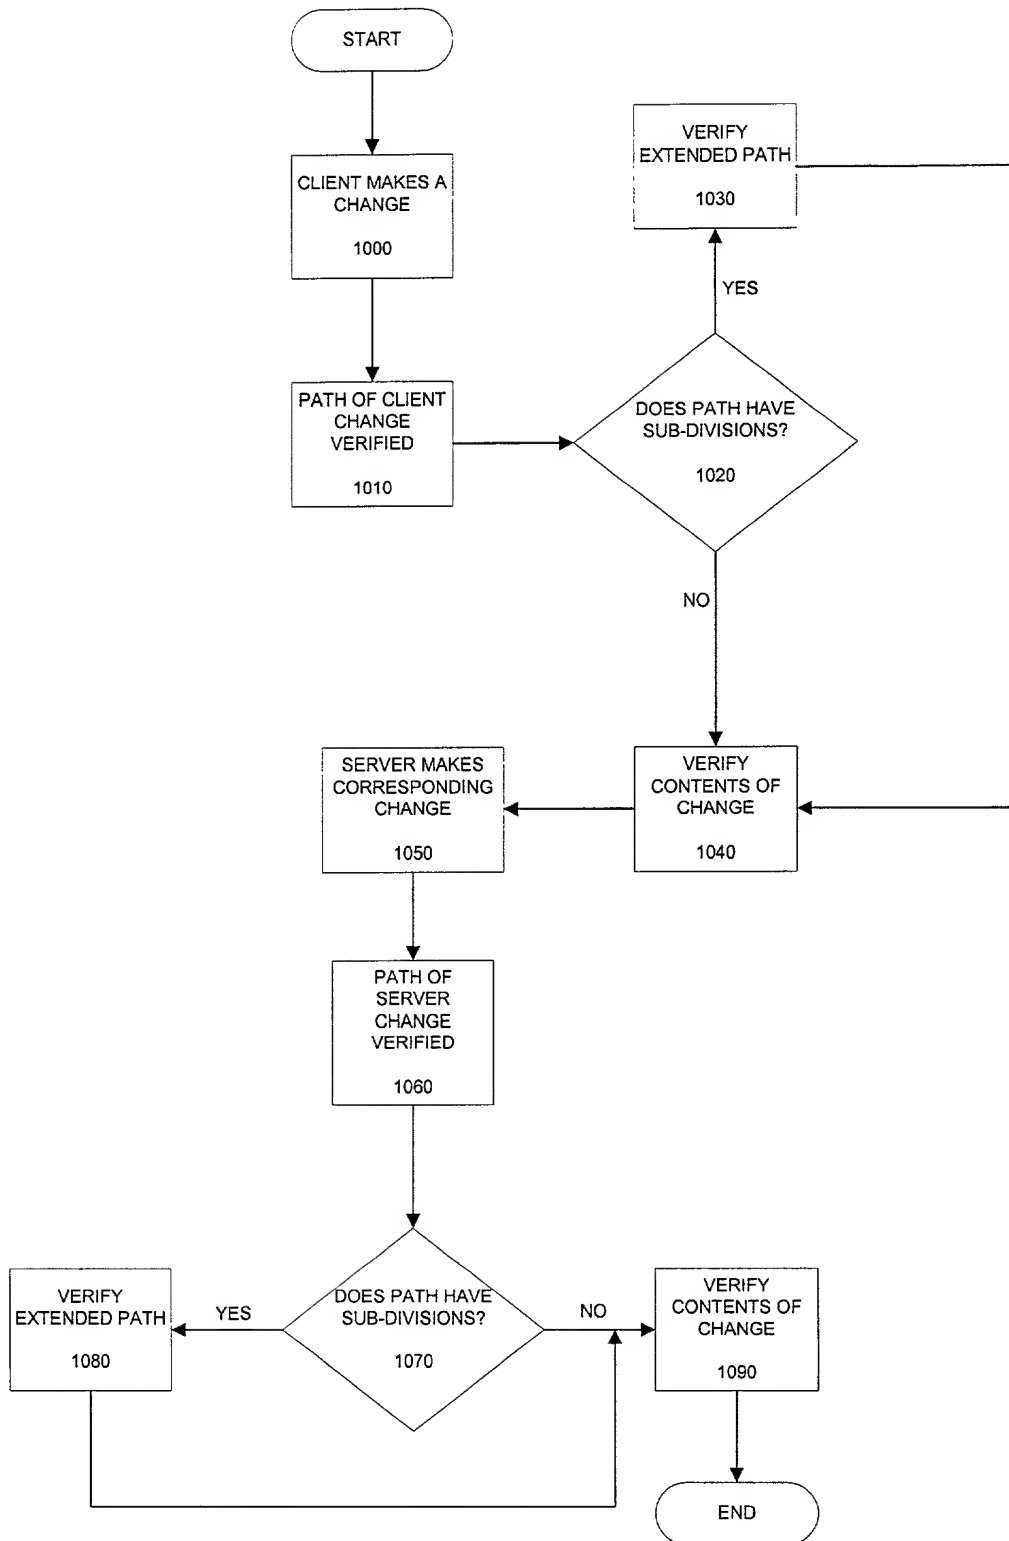 START
CLIENT MAKES A
CHANGE
1000
PATH OF CLIENT
CHANGE
VERIFIED
1010
VERIFY
EXTENDED PATH
1030
YES
DOES PATH HAVE
SUB-DIVISIONS?
1020
NO
VERIFY
CONTENTS OF
CHANGE
1040
SERVER MAKES
CORRESPONDING
CHANGE
1050
PATH OF
SERVER
CHANGE
VERIFIED
1060
DOES PATH HAVE
SUB-DIVISIONS?
1070
YES
VERIFY
EXTENDED PATH
1080
NO
VERIFY
CONTENTS OF
CHANGE
1090
END